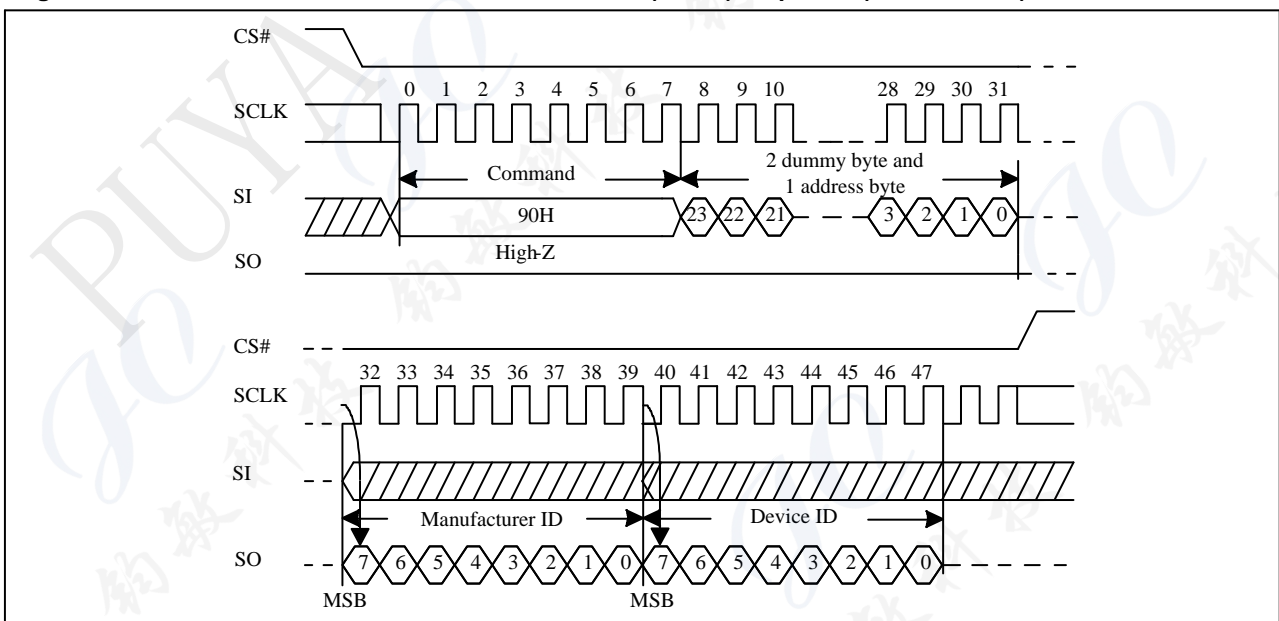 CS#
0 1 2 3 4 5 6 7 8 9 10 28 29 30 31
SCLK
Command
2 dummy byte and
1 address byte
SI
90H
23 22 21 3 2 1 0
High-Z
SO
CS#
32 33 34 35 36 37 38 39 40 41 42 43 44 45 46 47
SCLK
SI
Manufacturer ID
Device ID
SO
7 6 5 4 3 2 1 0 7 6 5 4 3 2 1 0
MSB
MSB
PUYA